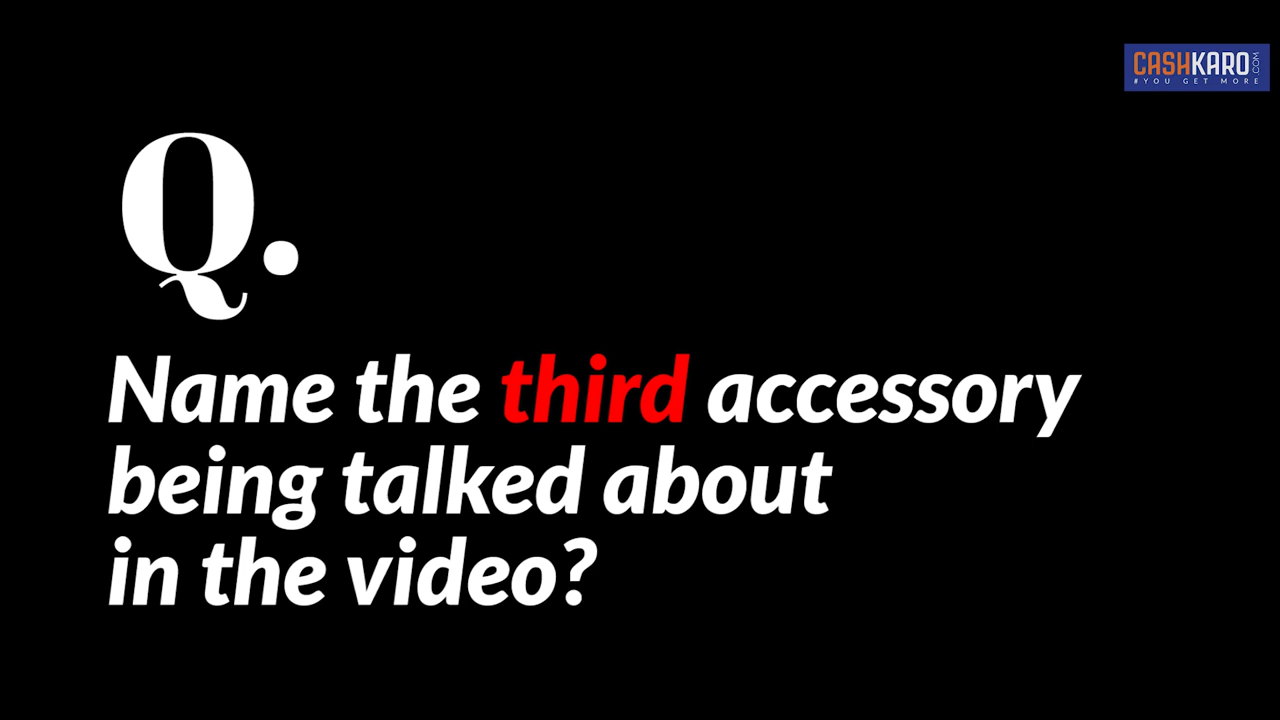 CASHKARO.COM
#YOU GET MORE
Q.
Name the third accessory
being talked about
in the video?